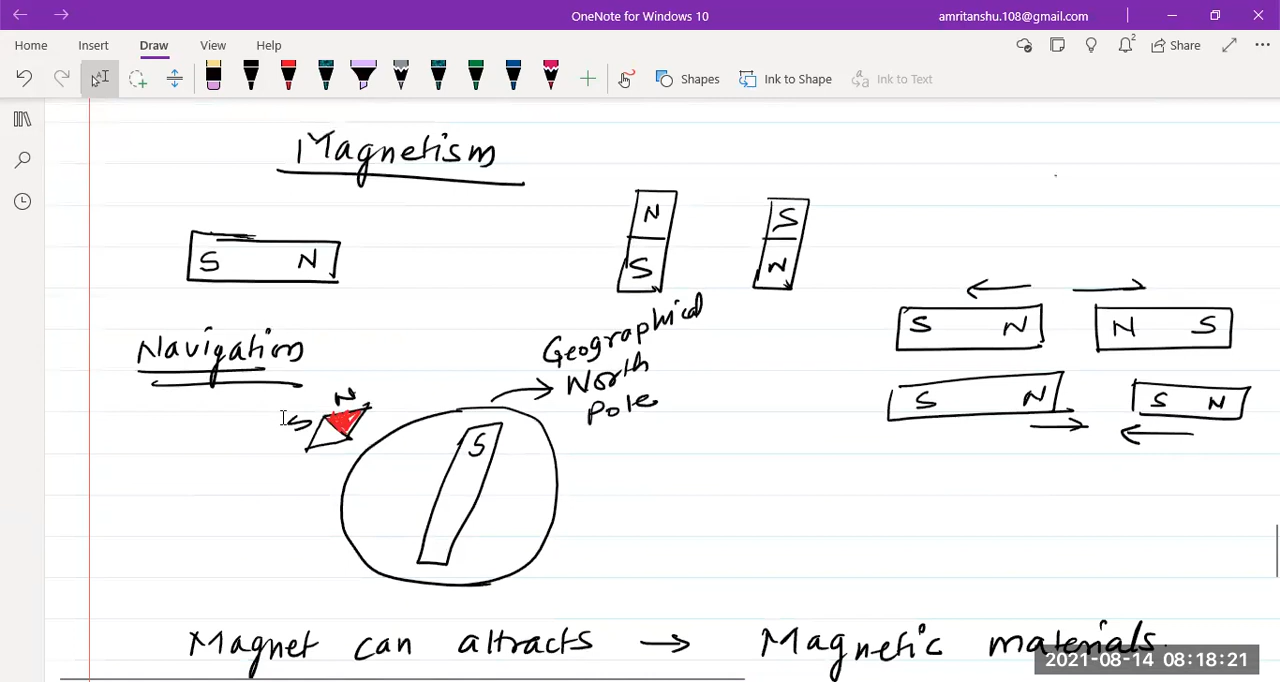 OneNote for Windows 10
amritanshu.108@gmail.com
Home Insert Draw View Help
Share
Shapes Ink to Shape Ink to Text
Magnetism
S N
N
S
S
N
Navigation
Geographical
North
Pole
S N N S
S N S N
N
S
S
Magnet can attracts → Magnetic materials.
2021-08-14 08:18:21